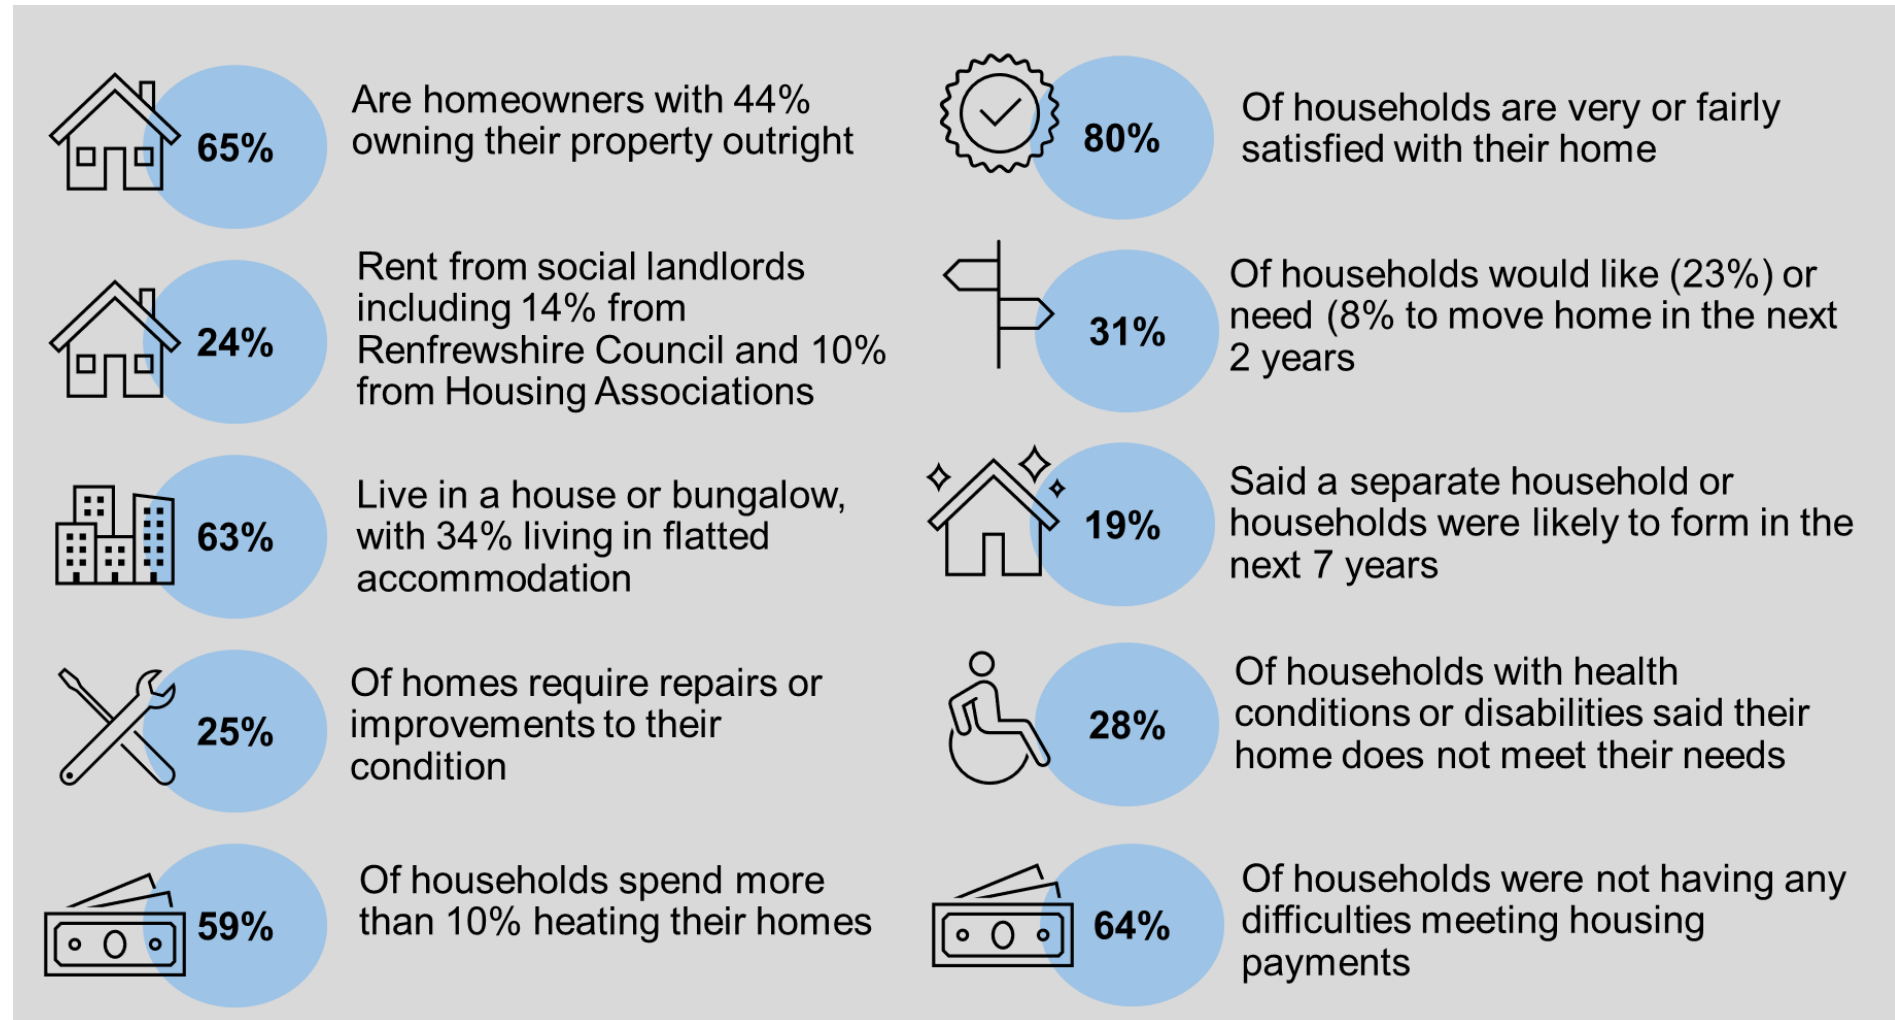 65%
Are homeowners with 44%
owning their property outright
24%
Rent from social landlords
including 14% from
Renfrewshire Council and 10%
from Housing Associations
63%
Live in a house or bungalow,
with 34% living in flatted
accommodation
25%
Of homes require repairs or
improvements to their
condition
59%
Of households spend more
than 10% heating their homes
80%
Of households are very or fairly
satisfied with their home
31%
Of households would like (23%) or
need (8% to move home in the next
2 years
19%
Said a separate household or
households were likely to form in the
next 7 years
28%
Of households with health
conditions or disabilities said their
home does not meet their needs
64%
Of households were not having any
difficulties meeting housing
payments